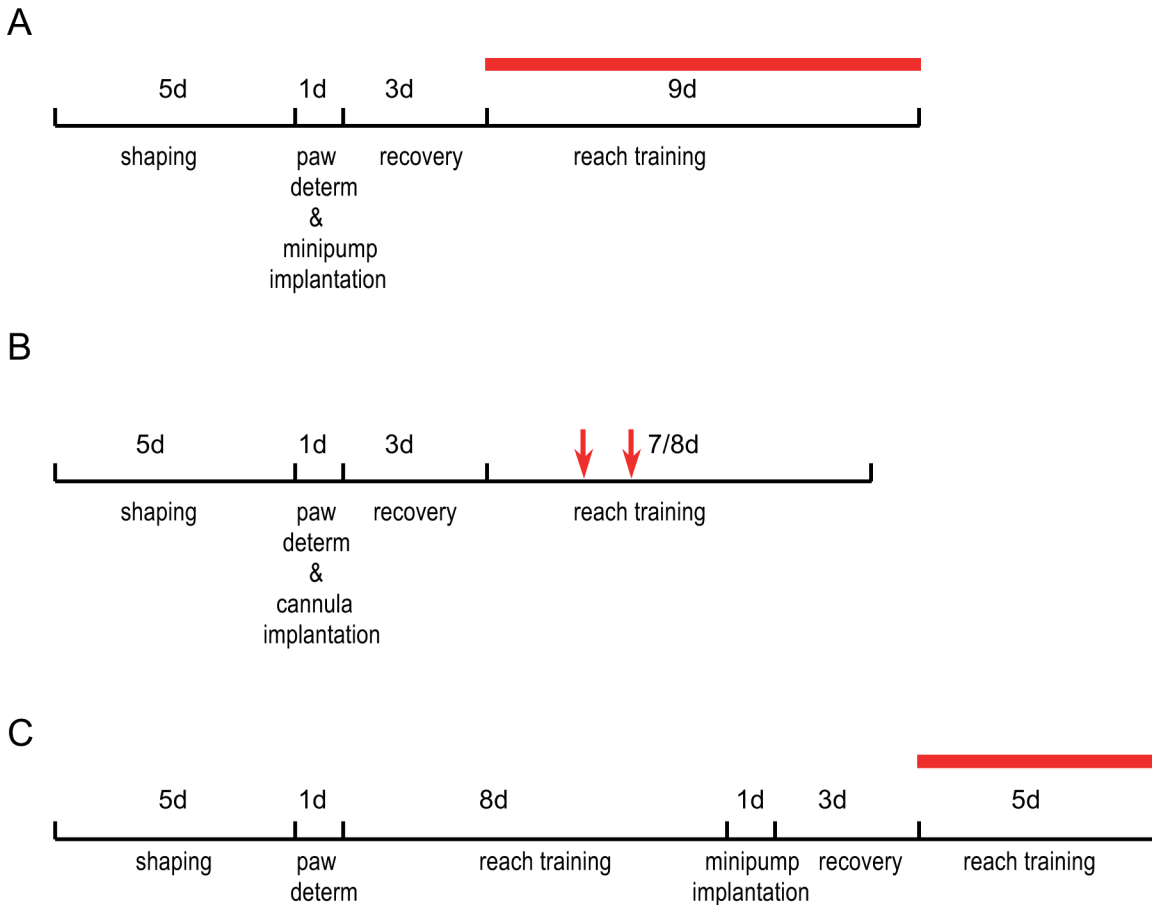 A
5d 1d 3d 9d
shaping paw recovery reach training
determ
&
minipump
implantation
B
5d 1d 3d 7/8d
shaping paw recovery reach training
determ
&
cannula
implantation
C
5d 1d 8d 1d 3d 5d
shaping paw reach training minipump recovery reach training
determ implantation